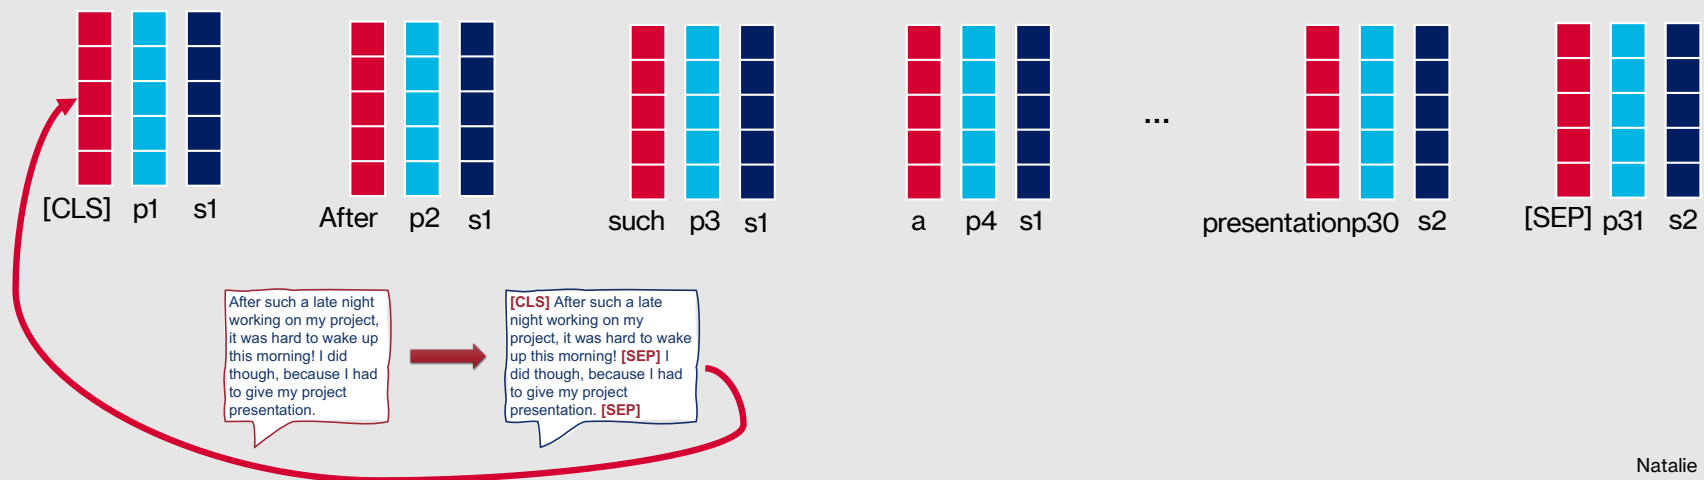 [CLS] p1 s1 After p2 s1 such p3 s1 a p4 s1 ... presentationp30 s2 [SEP] p31 s2
After such a late night
working on my project,
it was hard to wake up
this morning! I did
though, because I had
to give my project
presentation.
[CLS] After such a late
night working on my
project, it was hard to wake
up this morning! [SEP] I
did though, because I had
to give my project
presentation. [SEP]
Natalie